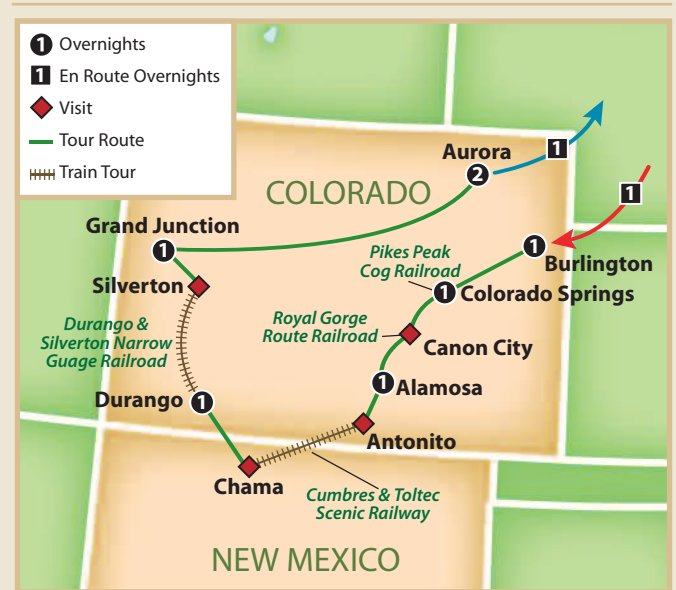 1 Overnights
1 En Route Overnights
Visit
Tour Route
Train Tour
Aurora
1
2
1
COLORADO
Grand Junction
1
Pikes Peak
Cog Railroad
1
Burlington
Silverton
1
Colorado Springs
Durango &
Silverton Narrow
Guage Railroad
Royal Gorge
Route Railroad
Canon City
1
Alamosa
Durango
1
Antonito
Chama
Cumbres & Toltec
Scenic Railway
NEW MEXICO